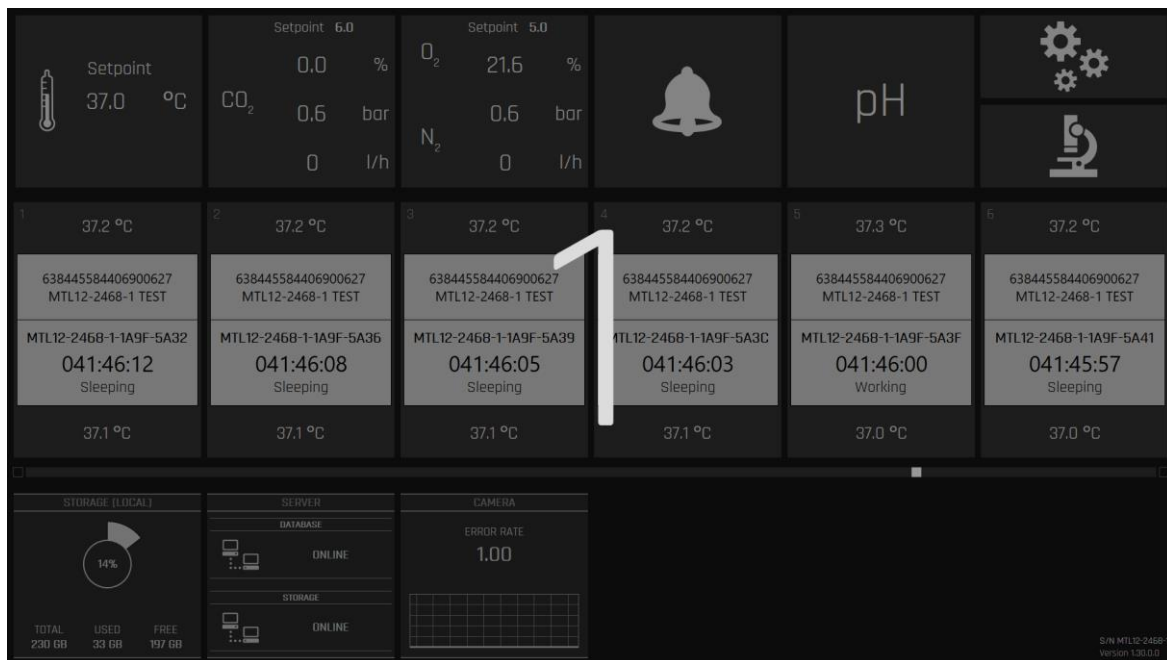 Setpoint
37.0 °C
Setpoint 6.0
CO2
0.0 %
0.6 bar
0 l/h
Setpoint 5.0
O2 21.6 %
0.6 bar
N2
0 l/h
pH
1 37.2 °C
638445584406900627
MTL12-2468-1 TEST
MTL12-2468-1-1A9F-5A32
041:46:12
Sleeping
37.1 °C
2 37.2 °C
638445584406900627
MTL12-2468-1 TEST
MTL12-2468-1-1A9F-5A36
041:46:08
Sleeping
37.1 °C
3 37.2 °C
638445584406900627
MTL12-2468-1 TEST
MTL12-2468-1-1A9F-5A39
041:46:05
Sleeping
37.1 °C
1
4 37.2 °C
638445584406900627
MTL12-2468-1 TEST
MTL12-2468-1-1A9F-5A3C
041:46:03
Sleeping
37.1 °C
5 37.3 °C
638445584406900627
MTL12-2468-1 TEST
MTL12-2468-1-1A9F-5A3F
041:46:00
Working
37.0 °C
6 37.2 °C
638445584406900627
MTL12-2468-1 TEST
MTL12-2468-1-1A9F-5A41
041:45:57
Sleeping
37.0 °C
STORAGE (LOCAL)
14%
TOTAL USED FREE
230 GB 33 GB 197 GB
SERVER
DATABASE
ONLINE
STORAGE
ONLINE
CAMERA
ERROR RATE
1.00
S/N MTL12-2468-
Version 1.30.0.0